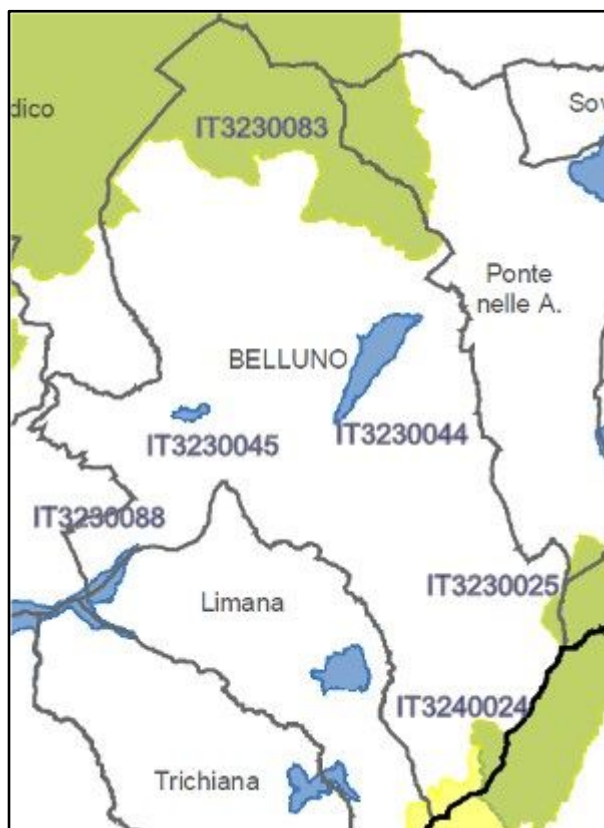 dico
IT3230083
Sov
Ponte
nelle A.
BELLUNO
IT3230045
IT3230044
IT3230088
Limana
IT3230025
IT3240024
Trichiana